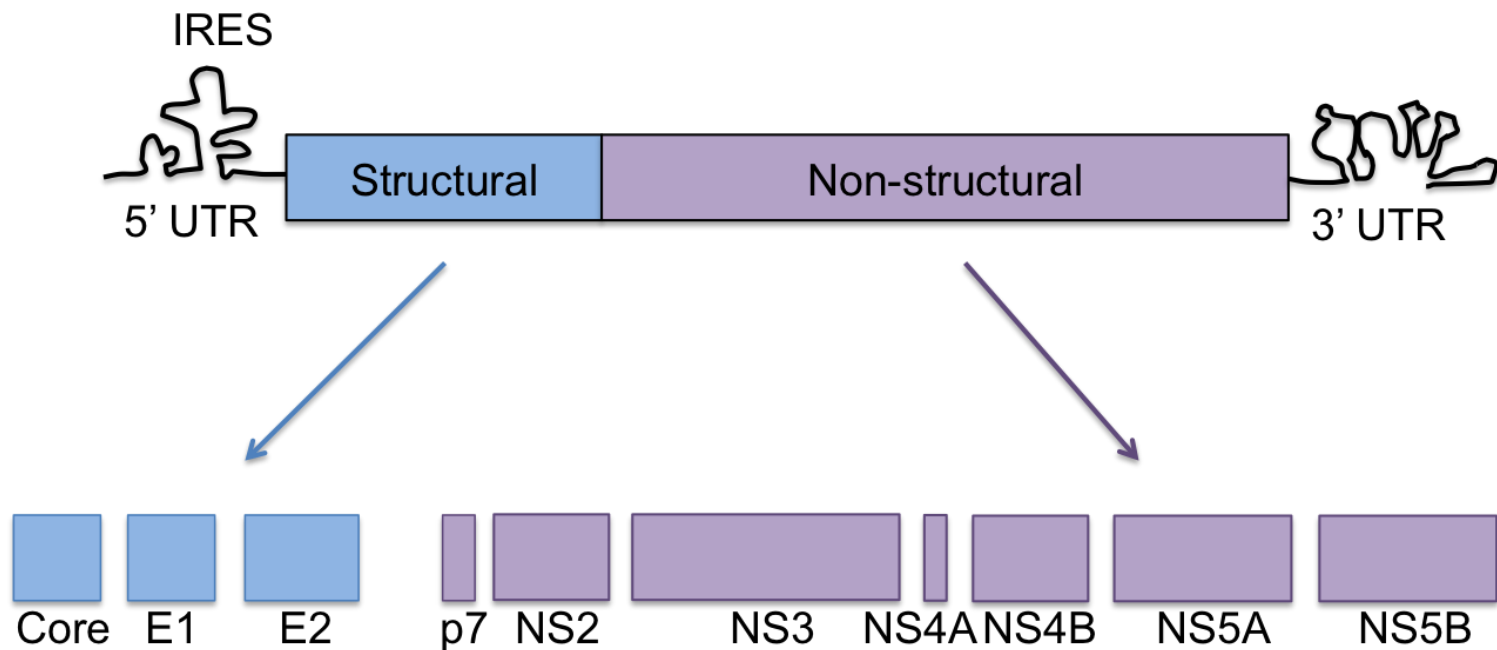 IRES
Structural
Non-structural
5’ UTR
3’ UTR
Core
E1
E2
p7
NS2
NS3
NS4A
NS4B
NS5A
NS5B